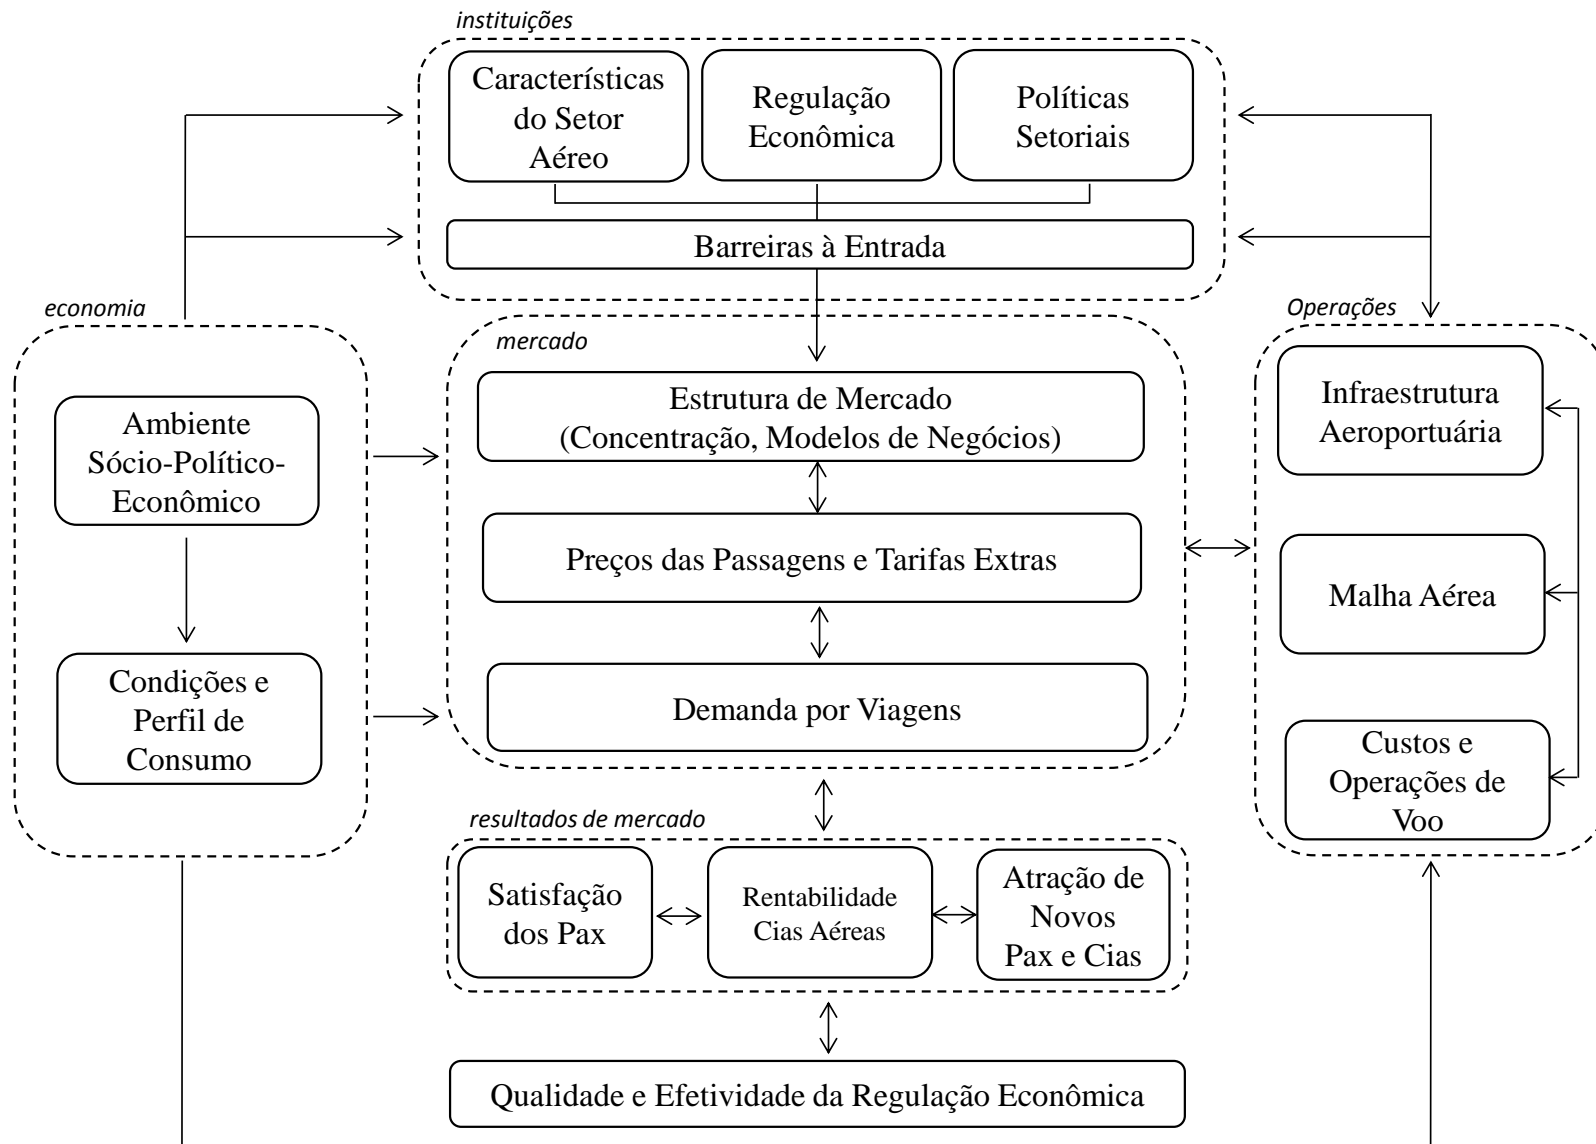 instituições
Característicás
do Setor
Aéreo
Regulação
Econômica
Políticas
Setoriais
Barreiras à Entrada
economia
Ambiente
Sócio-Político-
Econômico
Condições e
Perfil de
Consumo
mercado
Estrutura de Mercado
(Concentração, Modelos de Negócios)
Preços das Passagens e Tarifas Extras
Demanda por Viagens
Operações
Infraestrutura
Aeroportuária
Malha Aérea
Custos e
Operações de
Voo
resultados de mercado
Satisfação
dos Pax
Rentabilidade
Cias Aéreas
Atração de
Novos
Pax e Cias
Qualidade e Efetividade da Regulação Econômica